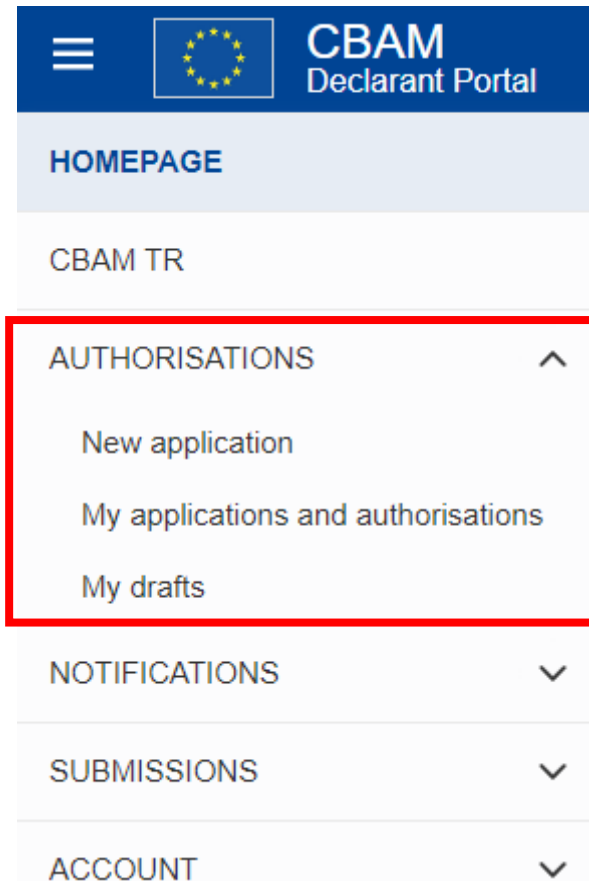 CBAM
Declarant Portal
HOMEPAGE
CBAM TR
AUTHORISATIONS
New application
My applications and authorisations
My drafts
NOTIFICATIONS
SUBMISSIONS
ACCOUNT